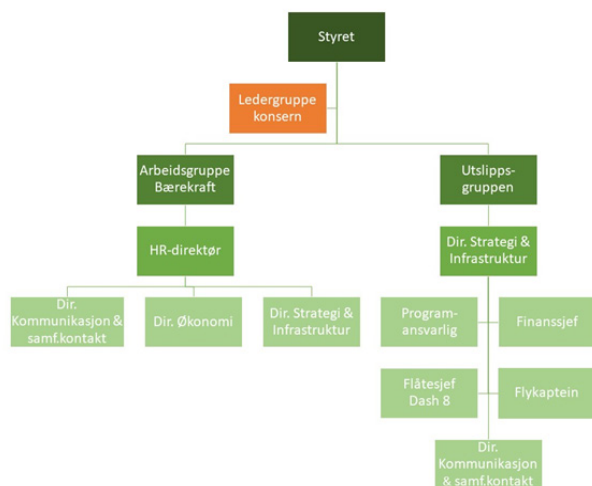 Styret
Ledergruppe
konsern
Arbeidsgruppe
Bærekraft
Utslipps-
gruppen
HR-direktør
Dir. Strategi &
Infrastruktur
Dir.
Kommunikasjon &
samf.kontakt
Dir. Økonomi
Dir. Strategi &
Infrastruktur
Program-
ansvarlig
Finanssjef
Flåtesjef
Dash 8
Flykaptein
Dir.
Kommunikasjon
& samf.kontakt